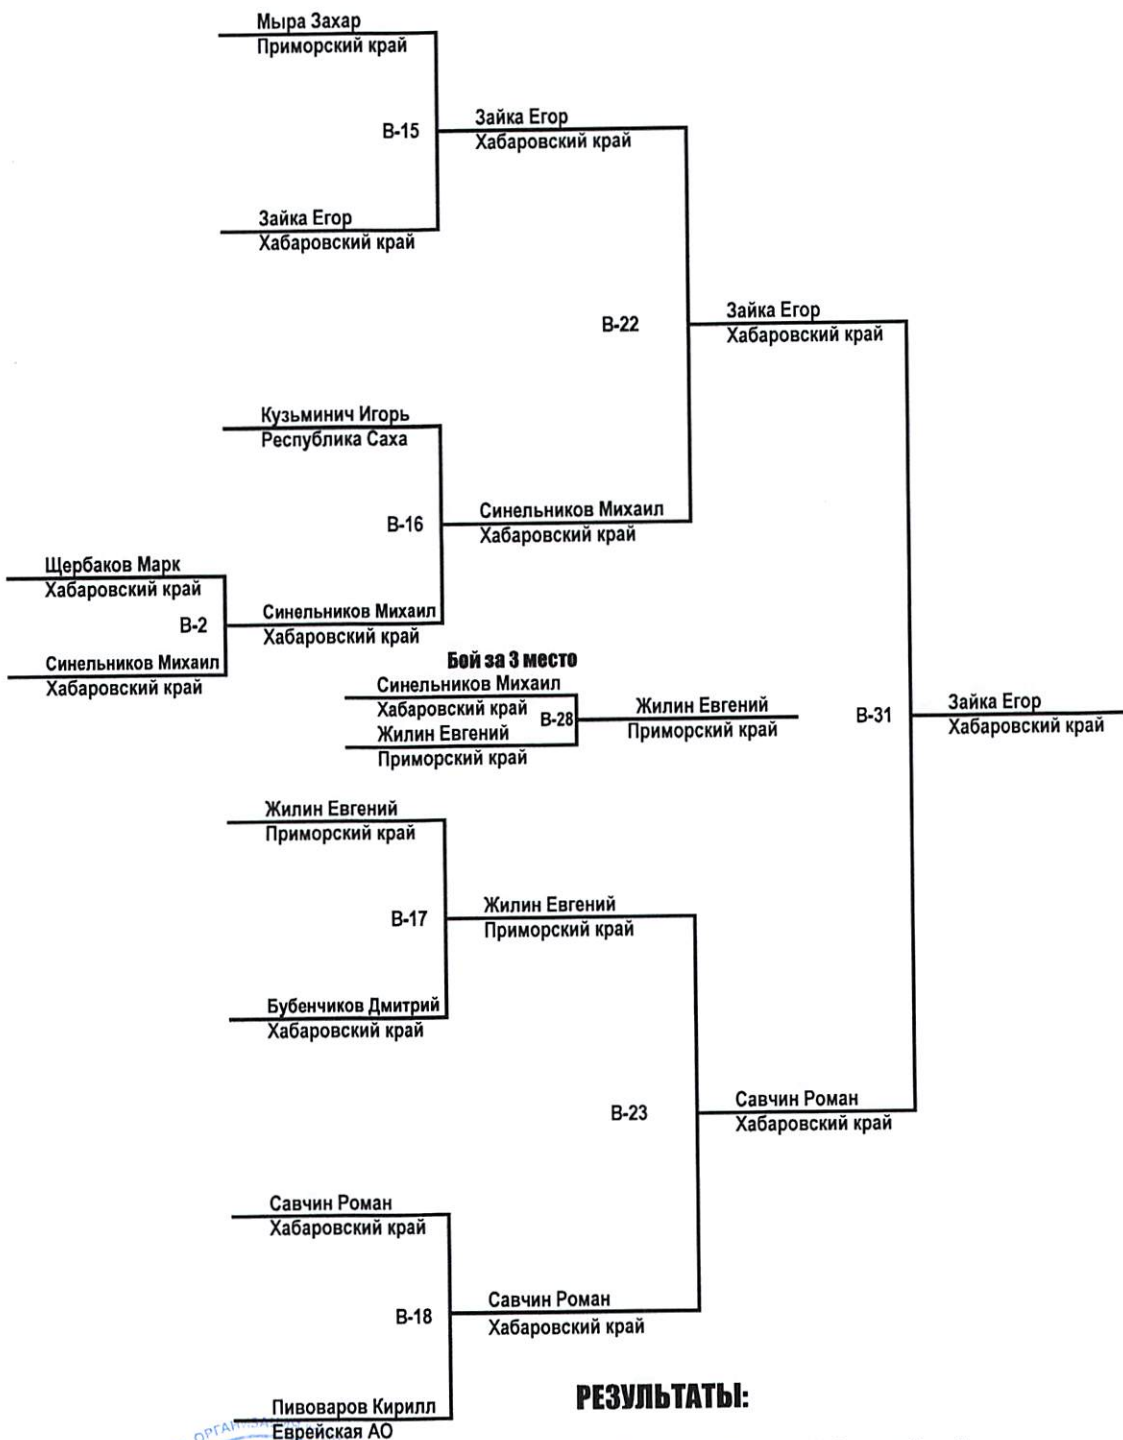 Мыра Захар
Приморский край
В-15
Зайка Егор
Хабаровский край
Зайка Егор
Хабаровский край
В-22
Зайка Егор
Хабаровский край
Кузьминич Игорь
Республика Саха
В-16
Синельников Михаил
Хабаровский край
Щербаков Марк
Хабаровский край
В-2
Синельников Михаил
Хабаровский край
Синельников Михаил
Хабаровский край
Бой за 3 место
Синельников Михаил
Хабаровский край
В-28
Жилин Евгений
Приморский край
Жилин Евгений
Приморский край
В-31
Зайка Егор
Хабаровский край
Жилин Евгений
Приморский край
В-17
Жилин Евгений
Приморский край
Бубенчиков Дмитрий
Хабаровский край
В-23
Савчин Роман
Хабаровский край
Савчин Роман
Хабаровский край
В-18
Савчин Роман
Хабаровский край
Пивоваров Кирилл
Еврейская АО
РЕЗУЛЬТАТЫ: